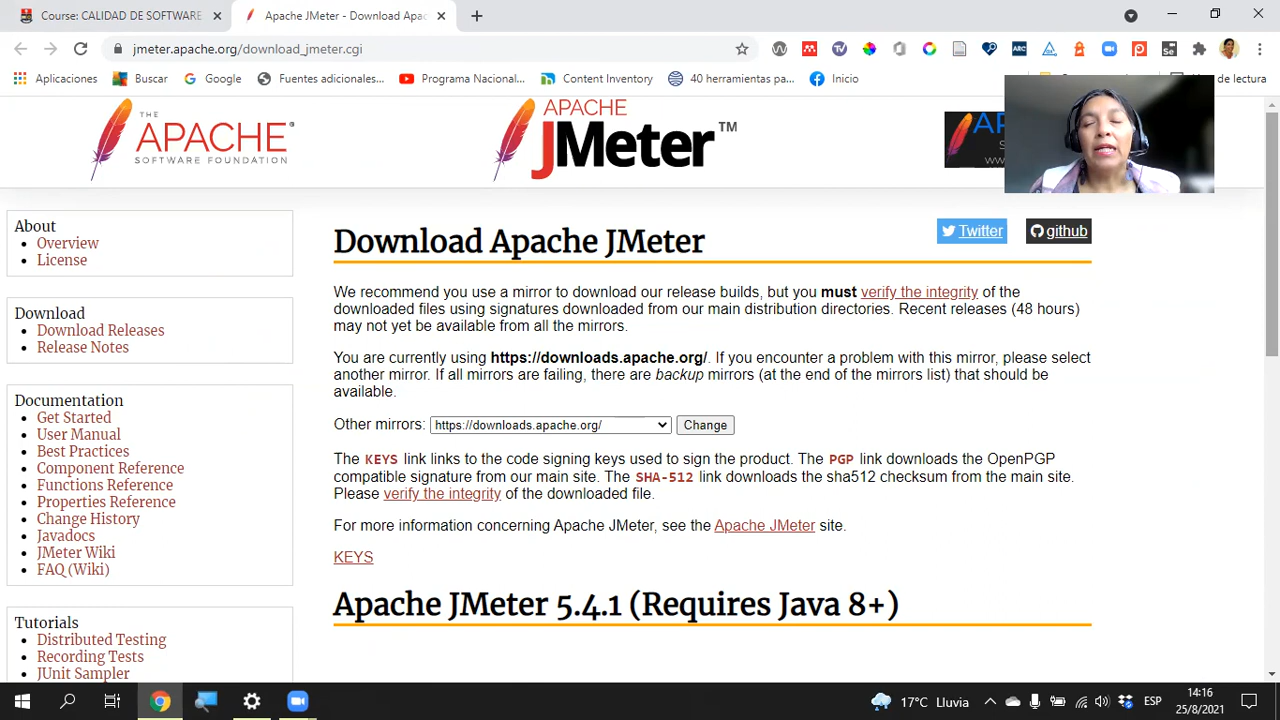 Course: CALIDAD DE SOFTWARE
Apache JMeter - Download Apac
jmeter.apache.org/download_jmeter.cgi
Aplicaciones
Buscar
Google
Fuentes adicionales...
Programa Nacional...
Content Inventory
40 herramientas pa...
Inicio
de lectura
THE
APACHE
SOFTWARE FOUNDATION
APACHE
JMeter TM
About
Overview
License
Download
Download Releases
Release Notes
Documentation
Get Started
User Manual
Best Practices
Component Reference
Functions Reference
Properties Reference
Change History
Javadocs
JMeter Wiki
FAQ (Wiki)
Tutorials
Distributed Testing
Recording Tests
JUnit Sampler
Download Apache JMeter
Twitter
github
We recommend you use a mirror to download our release builds, but you must verify the integrity of the
downloaded files using signatures downloaded from our main distribution directories. Recent releases (48 hours)
may not yet be available from all the mirrors.
You are currently using https://downloads.apache.org/. If you encounter a problem with this mirror, please select
another mirror. If all mirrors are failing, there are backup mirrors (at the end of the mirrors list) that should be
available.
Other mirrors: https://downloads.apache.org/ Change
The KEYS link links to the code signing keys used to sign the product. The PGP link downloads the OpenPGP
compatible signature from our main site. The SHA-512 link downloads the sha512 checksum from the main site.
Please verify the integrity of the downloaded file.
For more information concerning Apache JMeter, see the Apache JMeter site.
KEYS
Apache JMeter 5.4.1 (Requires Java 8+)
17°C Lluvia
ESP
14:16
25/8/2021